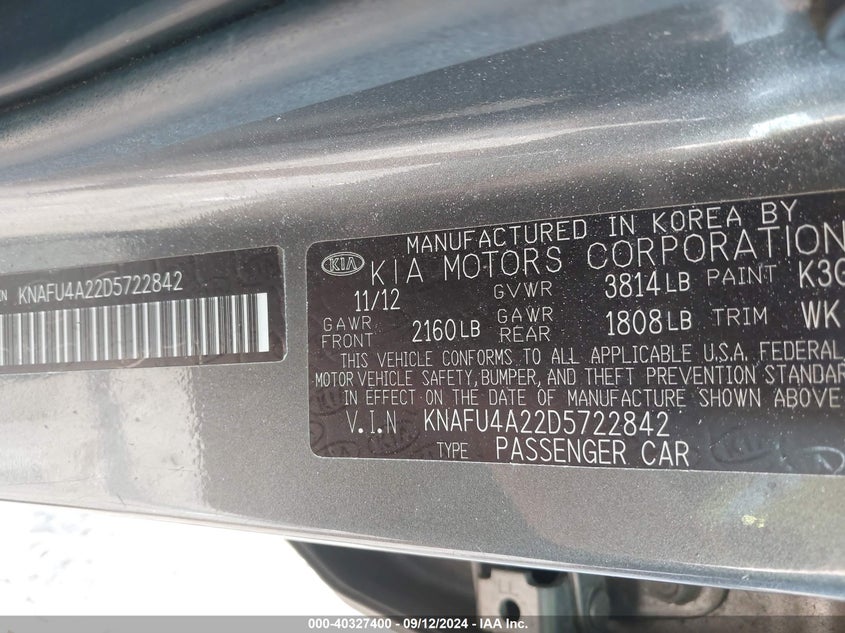 KNAFU4A22D5722842
MANUFACTURED IN KOREA BY
KIA KIA MOTORS CORPORATION
11/12 GVWR 3814LB PAINT K3G
GAWR FRONT 2160LB GAWR REAR 1808LB TRIM WK
THIS VEHICLE CONFORMS TO ALL APPLICABLE U.S.A. FEDERAL
MOTOR VEHICLE SAFETY, BUMPER, AND THEFT PREVENTION STANDAR
IN EFFECT ON THE DATE OF MANUFACTURE SHOWN ABOVE
V.I.N KNAFU4A22D5722842
TYPE PASSENGER CAR
000-40327400 - 09/12/2024 - IAA Inc.